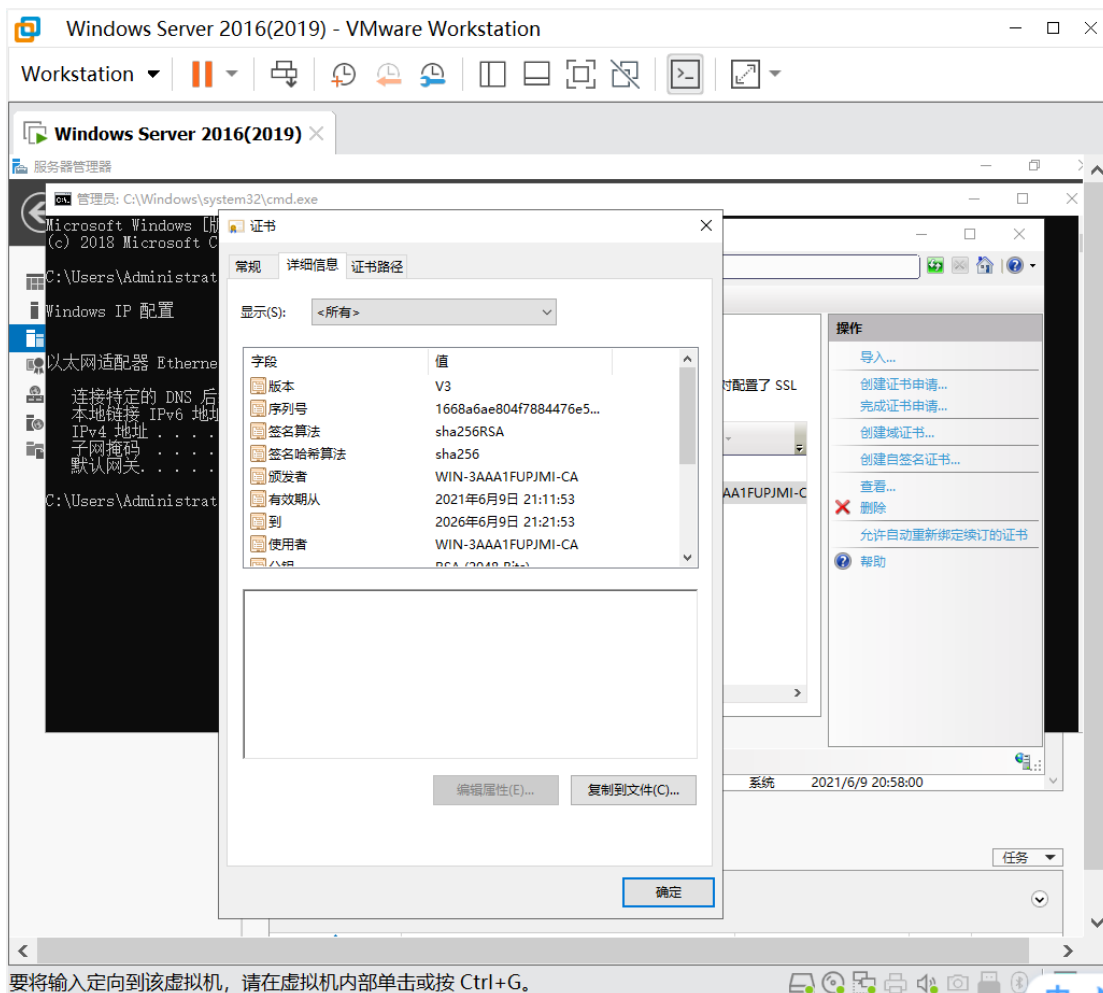 Windows Server 2016(2019) - VMware Workstation
Workstation
Windows Server 2016(2019)
服务器管理器
管理员: C:\Windows\system32\cmd.exe
Microsoft Windows
(c) 2018 Microsoft C
C:\Users\Administrat
Windows IP 配置
以太网适配器 Etherne
连接特定的 DNS 后
本地链接 IPv6 地址
IPv4 地址 . . . .
子网掩码 . . . .
默认网关. . . . .
C:\Users\Administrat
证书
常规 详细信息 证书路径
显示(S): <所有>
字段 值
版本 V3
序列号 1668a6ae804f7884476e5...
签名算法 sha256RSA
签名哈希算法 sha256
颁发者 WIN-3AAA1FUPJMI-CA
有效期从 2021年6月9日 21:11:53
到 2026年6月9日 21:21:53
使用者 WIN-3AAA1FUPJMI-CA
RSA (2048 Bits)
编辑属性(E)... 复制到文件(C)...
确定
配置了 SSL
AA1FUPJMI-C
操作
导入...
创建证书申请...
完成证书申请...
创建域证书...
创建自签名证书...
查看...
删除
允许自动重新绑定续订的证书
帮助
系统 2021/6/9 20:58:00
任务
要将输入定向到该虚拟机，请在虚拟机内部单击或按 Ctrl+G。